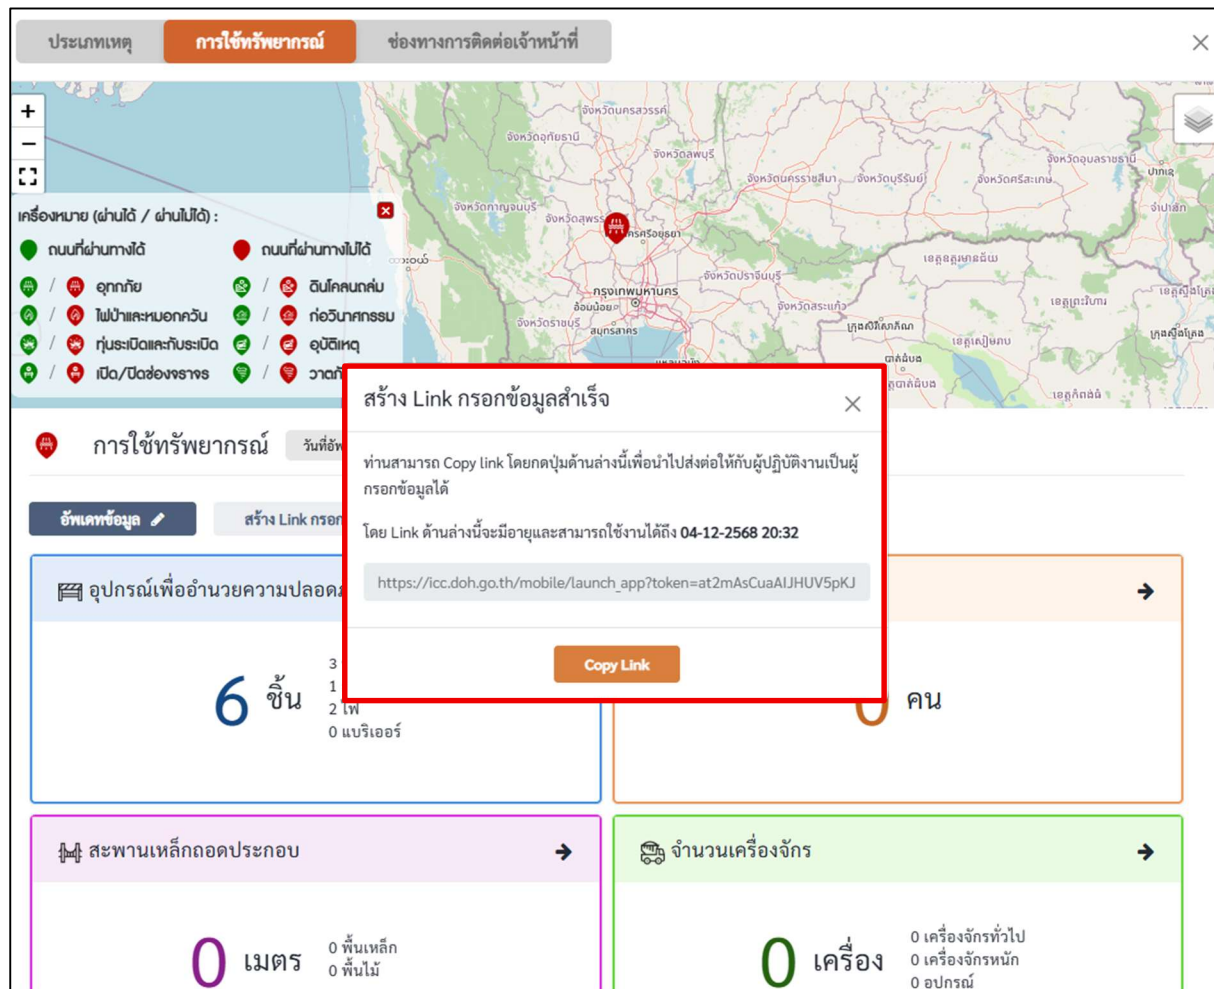 ประเภทเหตุ
การใช้ทรัพยากรณ์
ช่องทางการติดต่อเจ้าหน้าที่
จังหวัดนครสวรรค์
จังหวัดอุทัยธานี
จังหวัดลพบุรี
จังหวัดอุบลราชธานี
จังหวัดนครราชสีมา
จังหวัดบุรีรัมย์
จังหวัดศรีสะเกษ
จังหวัดกาญจนบุรี
จังหวัดสุพรร
กรศรีอยุธยา
จังหวัดปราจีนบุรี
กรุงเทพมหานคร
อ้อมน้อย
จังหวัดสระแก้ว
จังหวัดราชบุรี
สมุทรสาคร
เครื่องหมาย (ผ่านได้ / ผ่านไม่ได้) :
ถนนที่ผ่านทางได้
ถนนที่ผ่านทางไม่ได้
/ อุทกภัย
/ ดินโคลนถล่ม
/ ไฟป่าและหมอกควัน
/ ก่อวินาศกรรม
/ ทุ่นระเบิดและกับระเบิด
/ อุบัติเหตุ
/ เปิด/ปิดช่องจราจร
/ วาตภ
การใช้ทรัพยากรณ์
วันที่อัพ
อัพเดทข้อมูล
สร้าง Link กรอก
สร้าง Link กรอกข้อมูลสำเร็จ
ท่านสามารถ Copy link โดยกดปุ่มด้านล่างนี้เพื่อนำไปส่งต่อให้กับผู้ปฏิบัติงานเป็นผู้
กรอกข้อมูลได้
โดย Link ด้านล่างนี้จะมีอายุและสามารถใช้งานได้ถึง 04-12-2568 20:32
https://icc.doh.go.th/mobile/launch_app?token=at2mAsCuaAIJHUV5pKJ
Copy Link
อุปกรณ์เพื่ออำนวยความปลอดภ
6 ชิ้น
3
1
2 ไฟ
0 แบริเออร์
0 คน
สะพานเหล็กถอดประกอบ
0 เมตร
0 พื้นเหล็ก
0 พื้นไม้
จำนวนเครื่องจักร
0 เครื่อง
0 เครื่องจักรทั่วไป
0 เครื่องจักรหนัก
0 อุปกรณ์